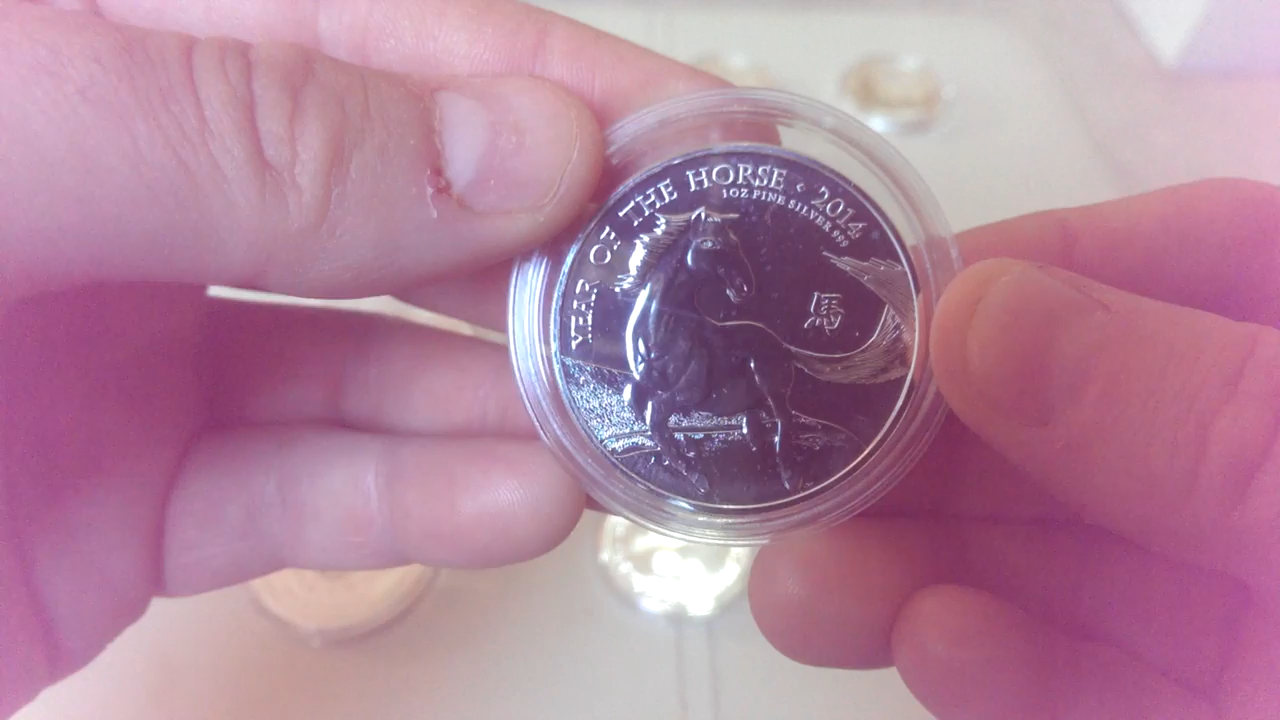 YEAR OF THE HORSE • 2014
1OZ FINE SILVER 999
馬